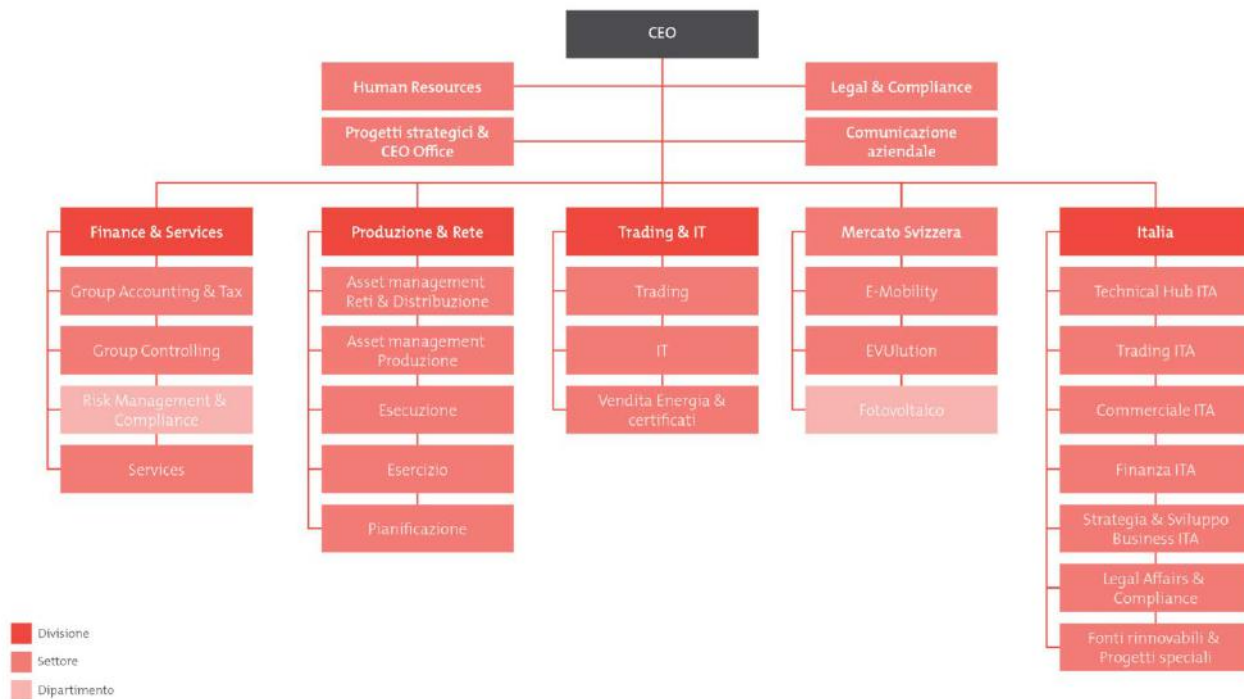 CEO
Human Resources
Legal & Compliance
Progetti strategici &
CEO Office
Comunicazione
aziendale
Finance & Services
Group Accounting & Tax
Group Controlling
Risk Management &
Compliance
Services
Produzione & Rete
Asset management
Reti & Distribuzione
Asset management
Produzione
Esecuzione
Esercizio
Pianificazione
Trading & IT
Trading
IT
Vendita Energia &
certificati
Mercato Svizzera
E-Mobility
EVUlution
Fotovoltaico
Italia
Technical Hub ITA
Trading ITA
Commerciale ITA
Finanza ITA
Strategia & Sviluppo
Business ITA
Legal Affairs &
Compliance
Fonti rinnovabili &
Progetti speciali
Divisione
Settore
Dipartimento